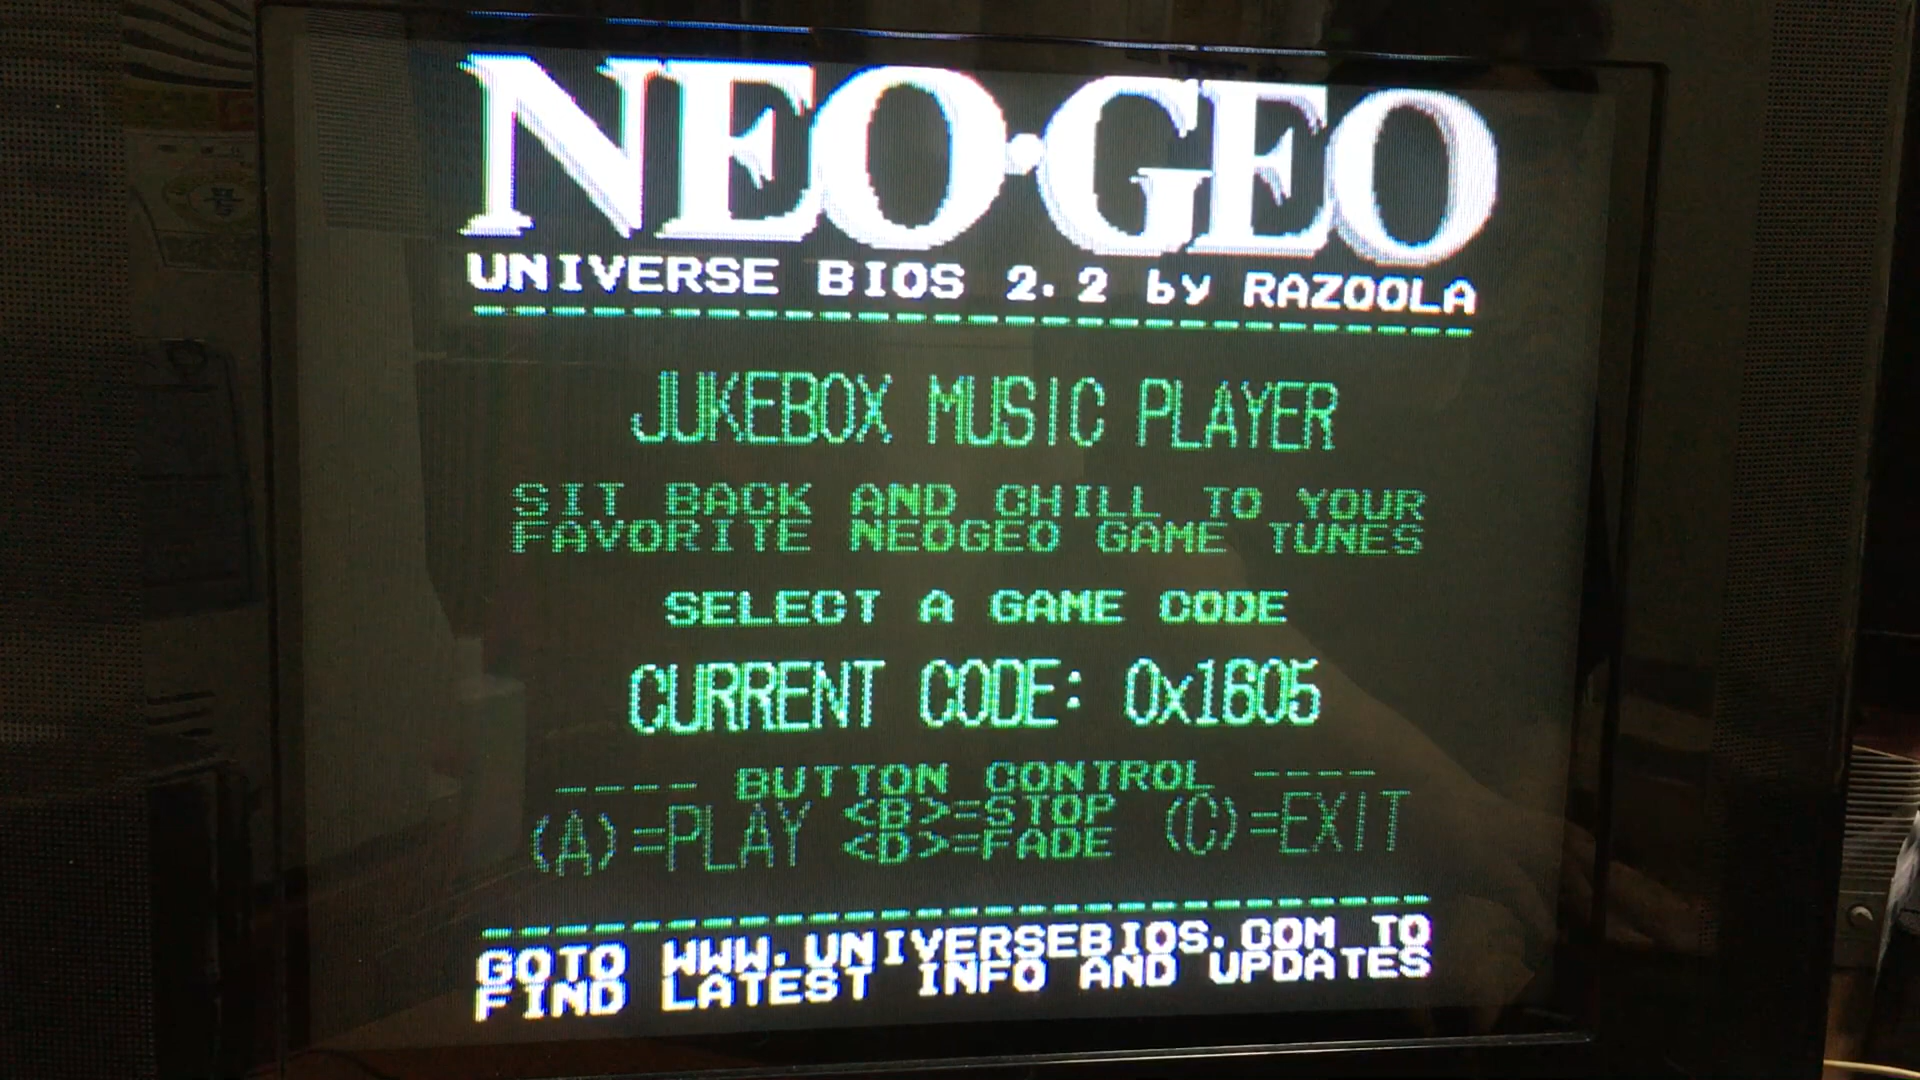 NEO·GEO
UNIVERSE BIOS 2.2 by RAZOOLA
JUKEBOX MUSIC PLAYER
SIT BACK AND CHILL TO YOUR
FAVORITE NEOGEO GAME TUNES
SELECT A GAME CODE
CURRENT CODE: 0x1605
---- BUTTON CONTROL ----
(A)=PLAY <B>=STOP (C)=EXIT
<D>=FADE
GOTO WWW.UNIVERSEBIOS.COM TO
FIND LATEST INFO AND UPDATES